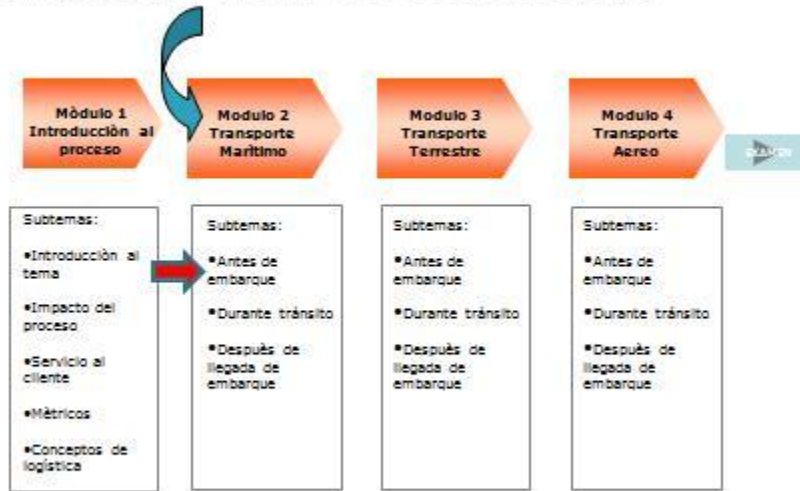 Mòdulo 1
Introducciòn al
proceso
Modulo 2
Transporte
Marìtimo
Modulo 3
Transporte
Terrestre
Modulo 4
Transporte
Aereo
EXAMEN
Subtemas:
•Introducciòn al
tema
•Impacto del
proceso
•Servicio al
cliente
•Mètricos
•Conceptos de
logística
Subtemas:
•Antes de
embarque
•Durante trànsito
•Despuès de
llegada de
embarque
Subtemas:
•Antes de
embarque
•Durante trànsito
•Despuès de
llegada de
embarque
Subtemas:
•Antes de
embarque
•Durante trànsito
•Despuès de
llegada de
embarque